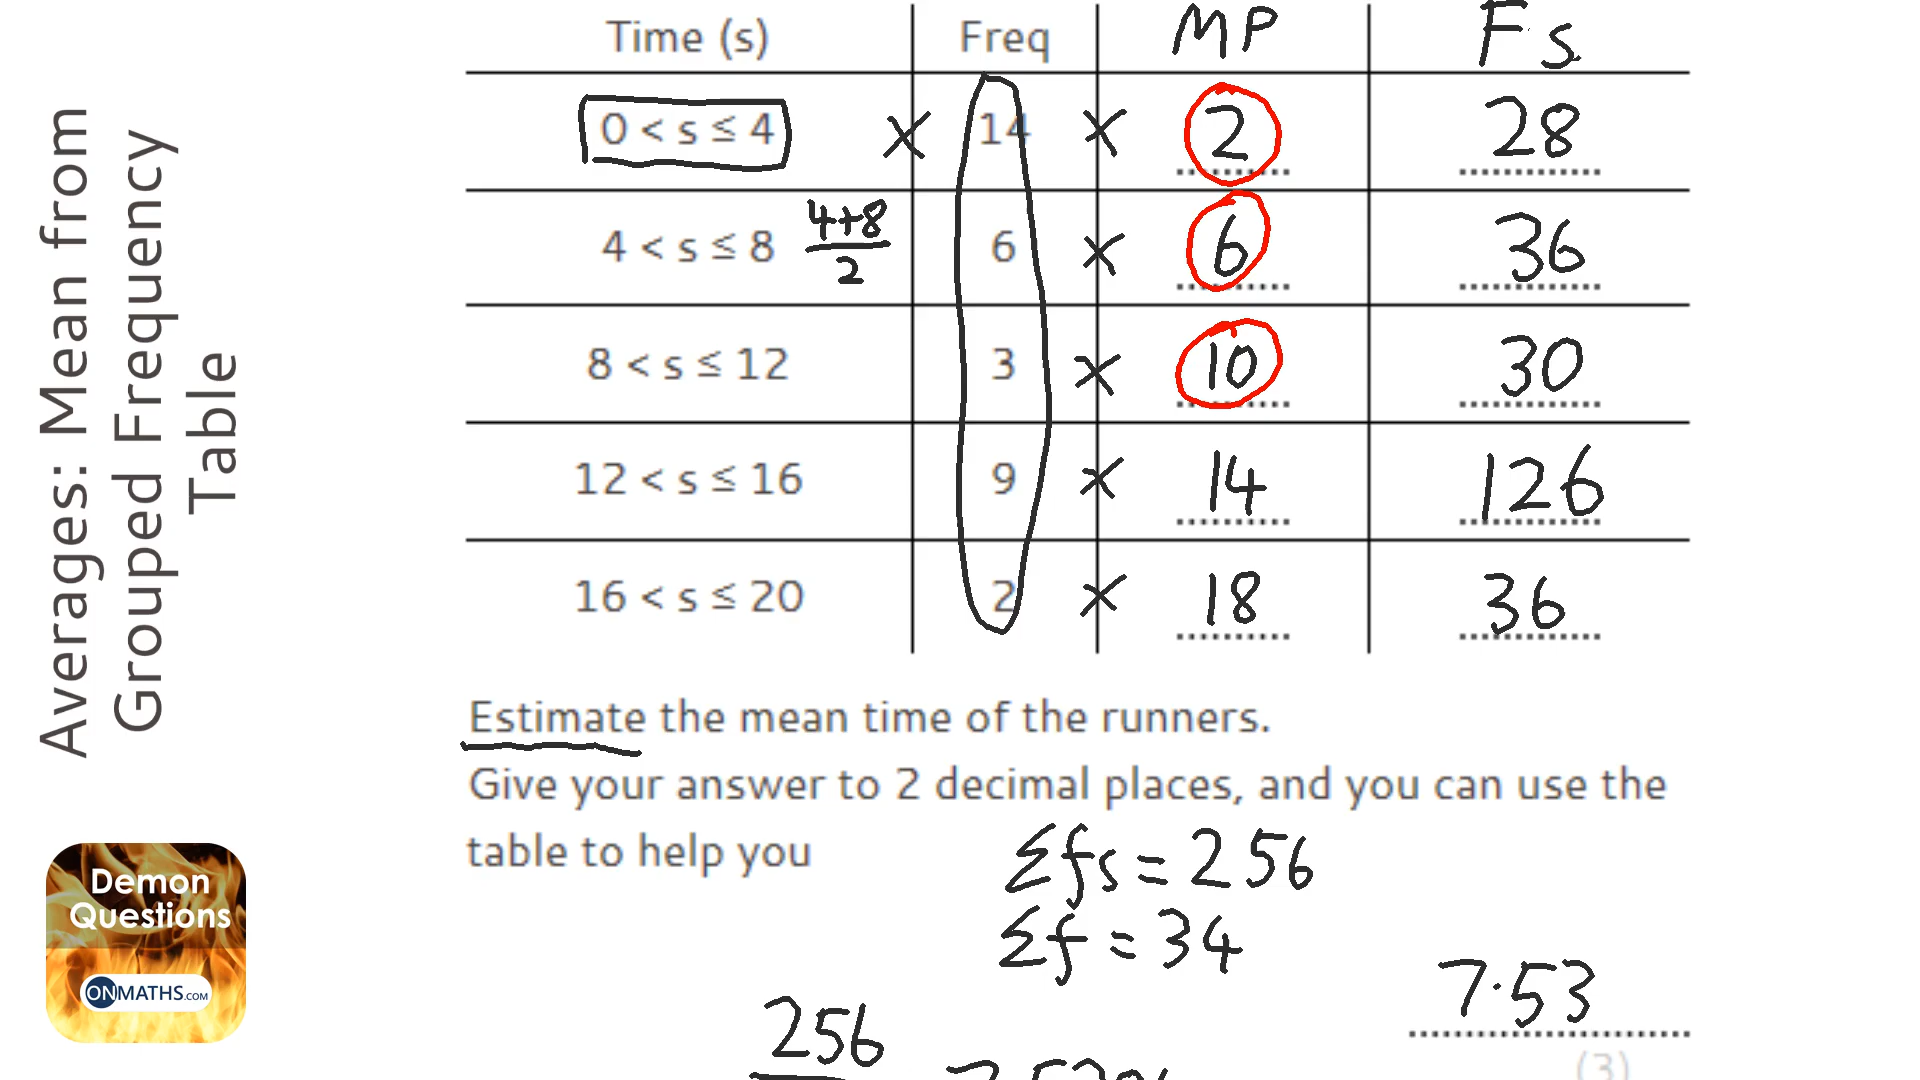 Averages: Mean from
Grouped Frequency
Table
Time (s) Freq MP Fs
0 < s ≤ 4 × 14 × 2 28
4 < s ≤ 8 4+8/2 6 × 6 36
8 < s ≤ 12 3 × 10 30
12 < s ≤ 16 9 × 14 126
16 < s ≤ 20 2 × 18 36
Estimate the mean time of the runners.
Give your answer to 2 decimal places, and you can use the
table to help you
Σfs = 256
Σf = 34
7.53
256
(3)
Demon
Questions
ONMATHS.COM